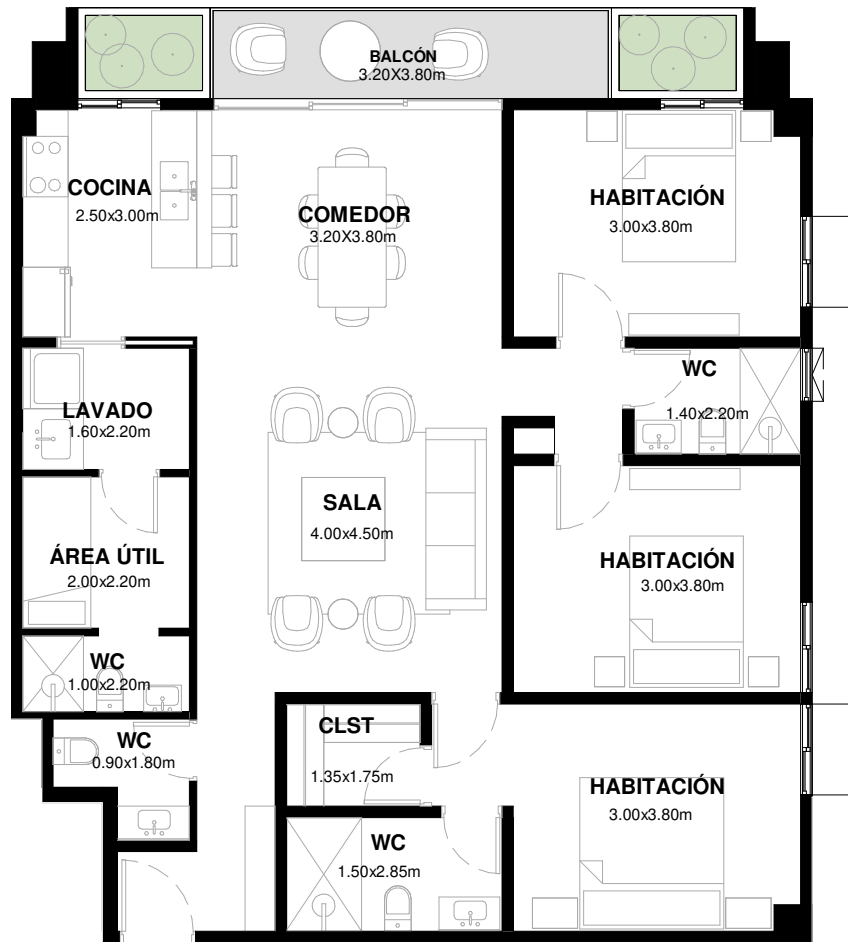 BALCÓN
3.20X3.80m
COCINA
2.50x3.00m
COMEDOR
3.20X3.80m
HABITACIÓN
3.00x3.80m
WC
1.40x2.20m
LAVADO
1.60x2.20m
SALA
4.00x4.50m
ÁREA ÚTIL
2.00x2.20m
HABITACIÓN
3.00x3.80m
WC
1.00x2.20m
WC
0.90x1.80m
CLST
1.35x1.75m
HABITACIÓN
3.00x3.80m
WC
1.50x2.85m